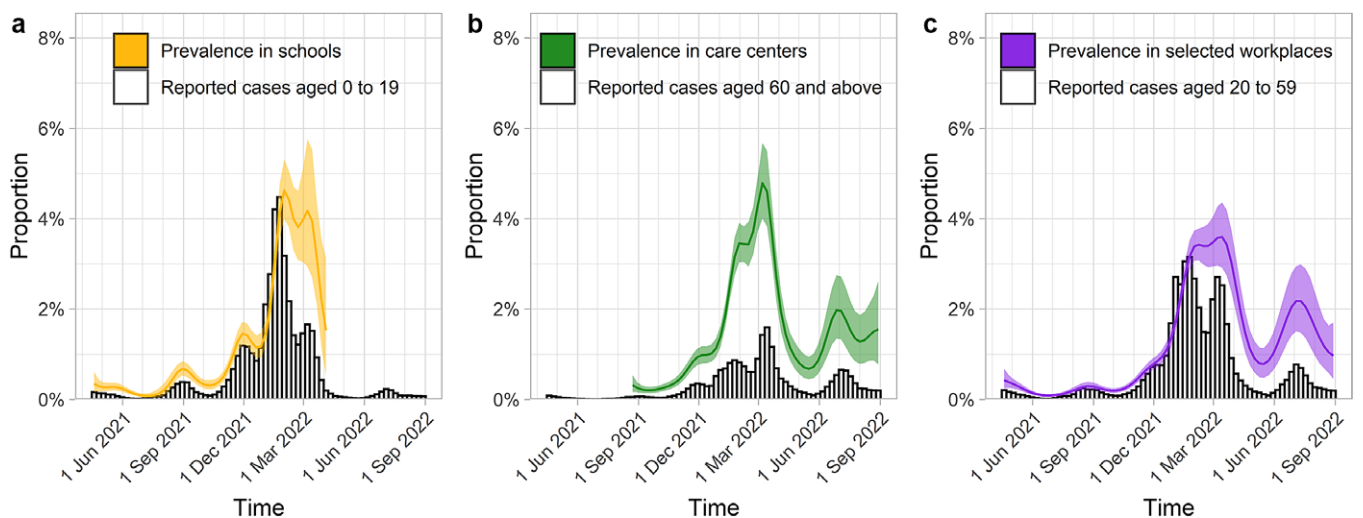 a
8%
6%
4%
2%
0%
Proportion
Prevalence in schools
Reported cases aged 0 to 19
1 Jun 2021
1 Sep 2021
1 Dec 2021
1 Mar 2022
1 Jun 2022
1 Sep 2022
Time
b
8%
6%
4%
2%
0%
Proportion
Prevalence in care centers
Reported cases aged 60 and above
1 Jun 2021
1 Sep 2021
1 Dec 2021
1 Mar 2022
1 Jun 2022
1 Sep 2022
Time
c
8%
6%
4%
2%
0%
Proportion
Prevalence in selected workplaces
Reported cases aged 20 to 59
1 Jun 2021
1 Sep 2021
1 Dec 2021
1 Mar 2022
1 Jun 2022
1 Sep 2022
Time